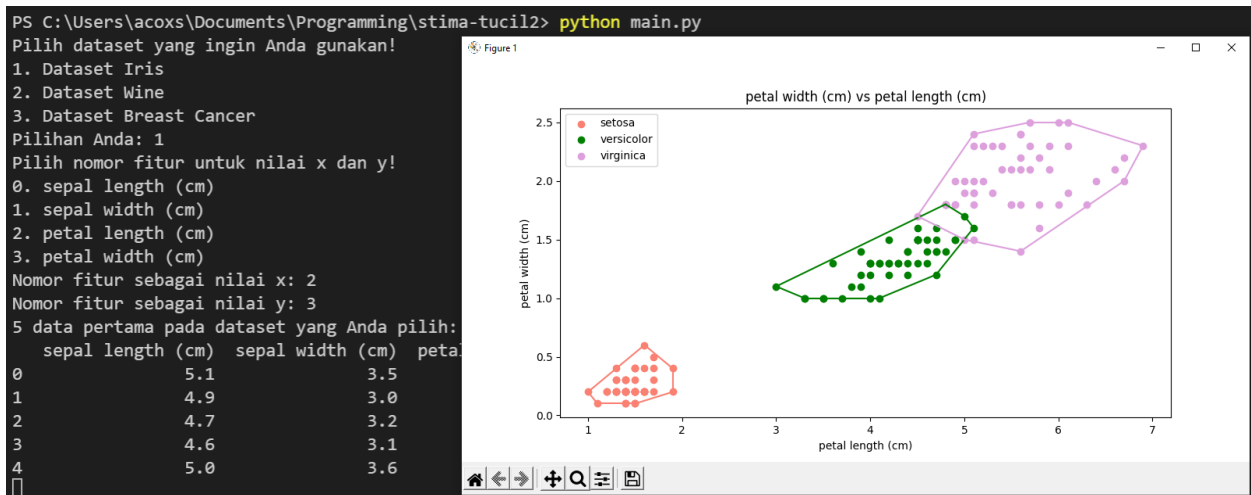 PS C:\Users\acoxs\Documents\Programming\stima-tucil2> python main.py
Pilih dataset yang ingin Anda gunakan!
1. Dataset Iris
2. Dataset Wine
3. Dataset Breast Cancer
Pilihan Anda: 1
Pilih nomor fitur untuk nilai x dan y!
0. sepal length (cm)
1. sepal width (cm)
2. petal length (cm)
3. petal width (cm)
Nomor fitur sebagai nilai x: 2
Nomor fitur sebagai nilai y: 3
5 data pertama pada dataset yang Anda pilih:
sepal length (cm) sepal width (cm) petal
0 5.1 3.5
1 4.9 3.0
2 4.7 3.2
3 4.6 3.1
4 5.0 3.6
Figure 1
petal width (cm) vs petal length (cm)
setosa
versicolor
virginica
petal width (cm)
2.5
2.0
1.5
1.0
0.5
0.0
1 2 3 4 5 6 7
petal length (cm)